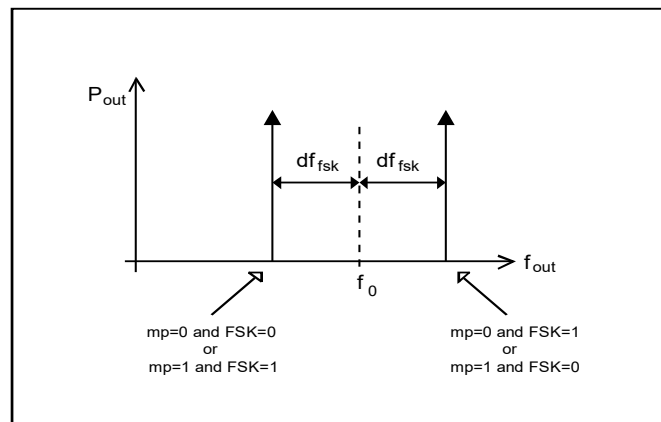 Pout
dffsk dffsk
fout
f0
mp=0 and FSK=0
or
mp=1 and FSK=1
mp=0 and FSK=1
or
mp=1 and FSK=0